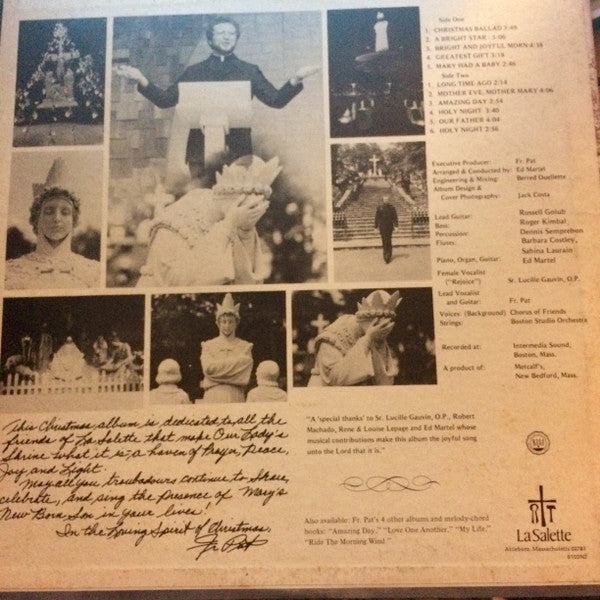 Side One
1. CHRISTMAS BALLAD 3:49
2. A BRIGHT STAR 5:06
3. BRIGHT AND JOYFUL MORN 4:38
4. GREATEST GIFT 3:18
5. MARY HAD A BABY 2:46
Side Two
1. LONG TIME AGO 2:14
2. MOTHER EVE, MOTHER MARY 4:06
3. AMAZING DAY 2:54
4. HOLY NIGHT 3:40
5. OUR FATHER 4:04
6. HOLY NIGHT 2:56
Executive Producer: Fr. Pat
Arranged & Conducted by: Ed Martel
Engineering & Mixing: Berred Ouellette
Album Design &
Cover Photography: Jack Costa
Lead Guitar: Russell Golub
Bass: Roger Kimbal
Percussion: Dennis Semprebon
Flutes: Barbara Costley,
Sabina Laurain
Piano, Organ, Guitar: Ed Martel
Female Vocalist
("Rejoice") Sr. Lucille Gauvin, O.P.
Lead Vocalist
and Guitar: Fr. Pat
Voices: (Background) Chorus of Friends
Strings: Boston Studio Orchestra
Recorded at: Intermedia Sound,
Boston, Mass.
A product of: Metcalf's,
New Bedford, Mass.
This Christmas album is dedicated to all the
friends of La Salette that make Our Lady's
Shrine what it is; a haven of Prayer, Peace,
Joy and Light.
May all you troubadours continue to share,
celebrate, and sing the presence of Mary's
New Born Son in your lives!
In the Loving Spirit of Christmas,
Fr Pat
"A 'special thanks' to Sr. Lucille Gauvin, O.P., Robert
Machado, Rene & Louise Lepage and Ed Martel whose
musical contributions make this album the joyful song
unto the Lord that it is."
Also available: Fr. Pat's 4 other albums and melody-chord
books: "Amazing Day," "Love One Another," "My Life,"
"Ride The Morning Wind."
La Salette
Attleboro, Massachusetts 02703